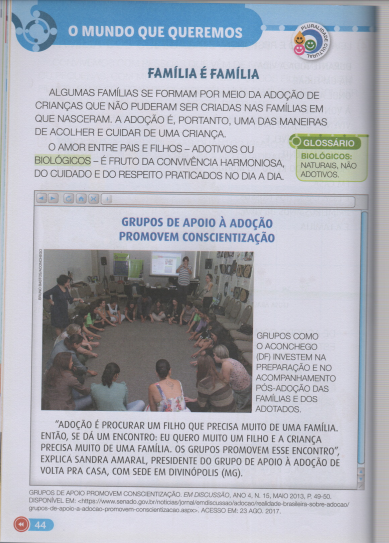 O MUNDO QUE QUEREMOS
PLURALIDADE CULTURAL
FAMÍLIA É FAMÍLIA
ALGUMAS FAMÍLIAS SE FORMAM POR MEIO DA ADOÇÃO DE
CRIANÇAS QUE NÃO PUDERAM SER CRIADAS NAS FAMÍLIAS EM
QUE NASCERAM. A ADOÇÃO É, PORTANTO, UMA DAS MANEIRAS
DE ACOLHER E CUIDAR DE UMA CRIANÇA.
O AMOR ENTRE PAIS E FILHOS – ADOTIVOS OU
BIOLÓGICOS – É FRUTO DA CONVIVÊNCIA HARMONIOSA,
DO CUIDADO E DO RESPEITO PRATICADOS NO DIA A DIA.
GLOSSÁRIO
BIOLÓGICOS:
NATURAIS, NÃO
ADOTIVOS.
GRUPOS DE APOIO À ADOÇÃO
PROMOVEM CONSCIENTIZAÇÃO
GRUPOS COMO
O ACONCHEGO
(DF) INVESTEM NA
PREPARAÇÃO E NO
ACOMPANHAMENTO
PÓS-ADOÇÃO DAS
FAMÍLIAS E DOS
ADOTADOS.
"ADOÇÃO É PROCURAR UM FILHO QUE PRECISA MUITO DE UMA FAMÍLIA.
ENTÃO, SE DÁ UM ENCONTRO: EU QUERO MUITO UM FILHO E A CRIANÇA
PRECISA MUITO DE UMA FAMÍLIA. OS GRUPOS PROMOVEM ESSE ENCONTRO",
EXPLICA SANDRA AMARAL, PRESIDENTE DO GRUPO DE APOIO À ADOÇÃO DE
VOLTA PRA CASA, COM SEDE EM DIVINÓPOLIS (MG).
GRUPOS DE APOIO PROMOVEM CONSCIENTIZAÇÃO. EM DISCUSSÃO, ANO 4, N. 15, MAIO 2013, P. 49-50.
DISPONÍVEL EM: <https://www.senado.gov.br/noticias/jornal/emdiscussao/adocao/realidade-brasileira-sobre-adocao/
grupos-de-apoio-a-adocao-promovem-conscientizacao.aspx>. ACESSO EM: 23 AGO. 2017.
44